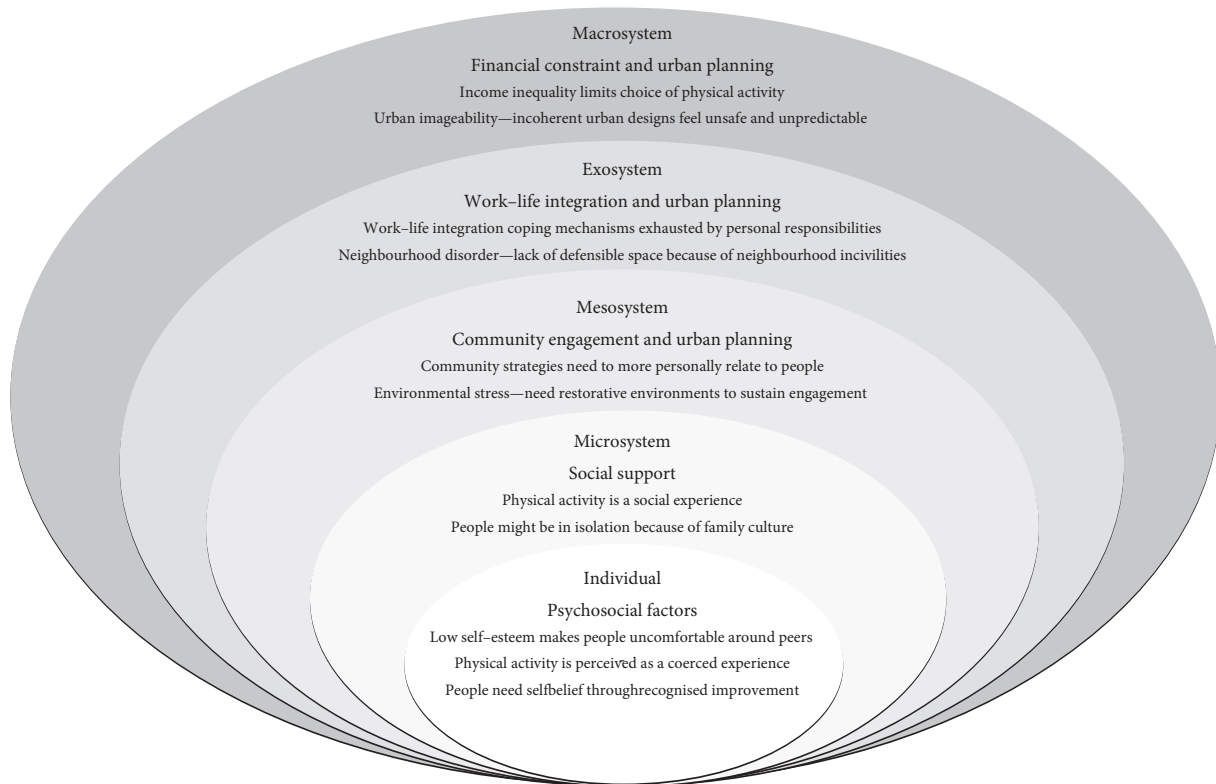 Macrosystem
Financial constraint and urban planning
Income inequality limits choice of physical activity
Urban imageability—incoherent urban designs feel unsafe and unpredictable
Exosystem
Work–life integration and urban planning
Work–life integration coping mechanisms exhausted by personal responsibilities
Neighbourhood disorder—lack of defensible space because of neighbourhood incivilities
Mesosystem
Community engagement and urban planning
Community strategies need to more personally relate to people
Environmental stress—need restorative environments to sustain engagement
Microsystem
Social support
Physical activity is a social experience
People might be in isolation because of family culture
Individual
Psychosocial factors
Low self–esteem makes people uncomfortable around peers
Physical activity is perceived as a coerced experience
People need selfbelief throughrecognised improvement